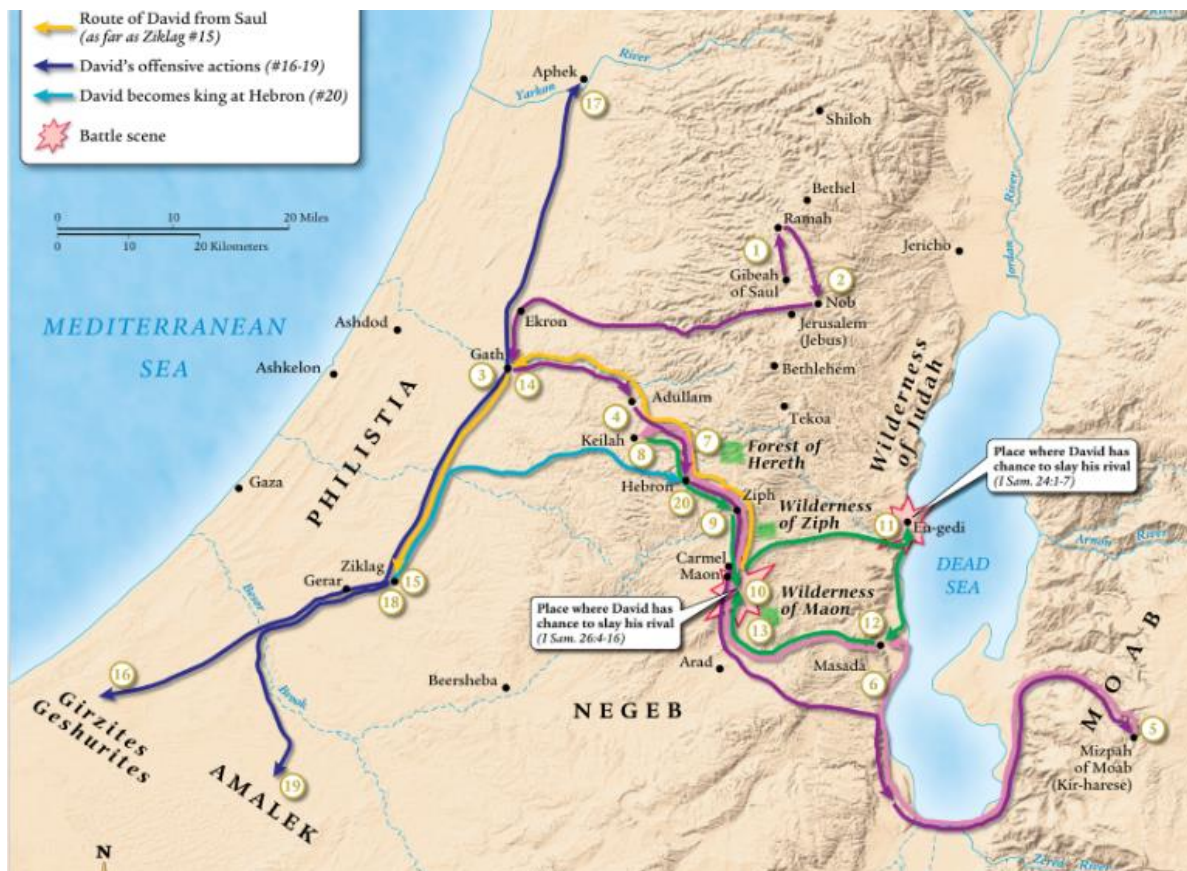 Route of David from Saul
(as far as Ziklag #15)
David's offensive actions (#16-19)
David becomes king at Hebron (#20)
Battle scene
0 10 20 Miles
0 10 20 Kilometers
MEDITERRANEAN
SEA
Aphek
Yarkon
River
17
Shiloh
Bethel
Ramah
1
2
Gibeah
of Saul
Nob
Jericho
Jordan
River
Jerusalem
(Jebus)
Ekron
Ashdod
Ashkelon
Gath
3
14
Bethlehem
Tekoa
Adullam
4
Keilah
8
7
Forest of
Hereth
Wilderness
of Judah
Place where David has
chance to slay his rival
(I Sam. 24:1-7)
PHILISTIA
Gaza
Hebron
20
Ziph
9
Wilderness
of Ziph
11
En-gedi
Arnon
River
DEAD
SEA
Carmel
Maon
10
Wilderness
of Maon
13
Place where David has
chance to slay his rival
(I Sam. 26:4-16)
12
Masada
6
Ziklag
15
18
Gerar
Besor
Brook
Beersheba
Arad
NEGEB
MOAB
5
Mizpah
of Moab
(Kir-harese)
16
Girzites
Geshurites
AMALEK
19
N
Zered River